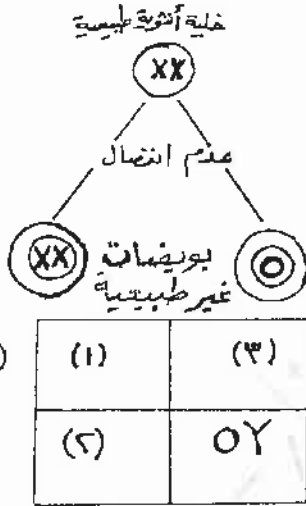 خلية أنثوية طبيعية
XX
عدم انفصال
XX
بويضات
O
غير طبيعية
(١) (٣)
(٢) OY